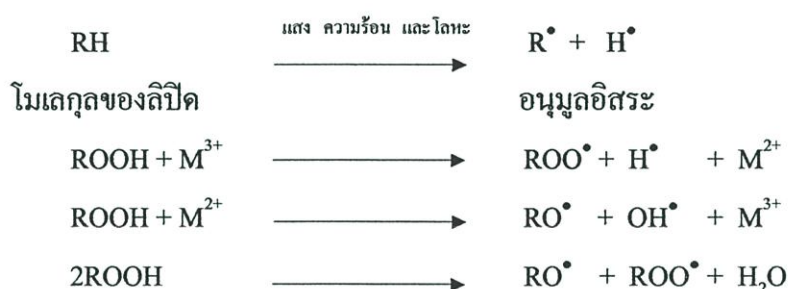 แสง ความร้อน และโลหะ
RH ⟶ R• + H•
โมเลกุลของลิปิด อนุมูลอิสระ
ROOH + M³⁺ ⟶ ROO• + H• + M²⁺
ROOH + M²⁺ ⟶ RO• + OH• + M³⁺
2ROOH ⟶ RO• + ROO• + H₂O